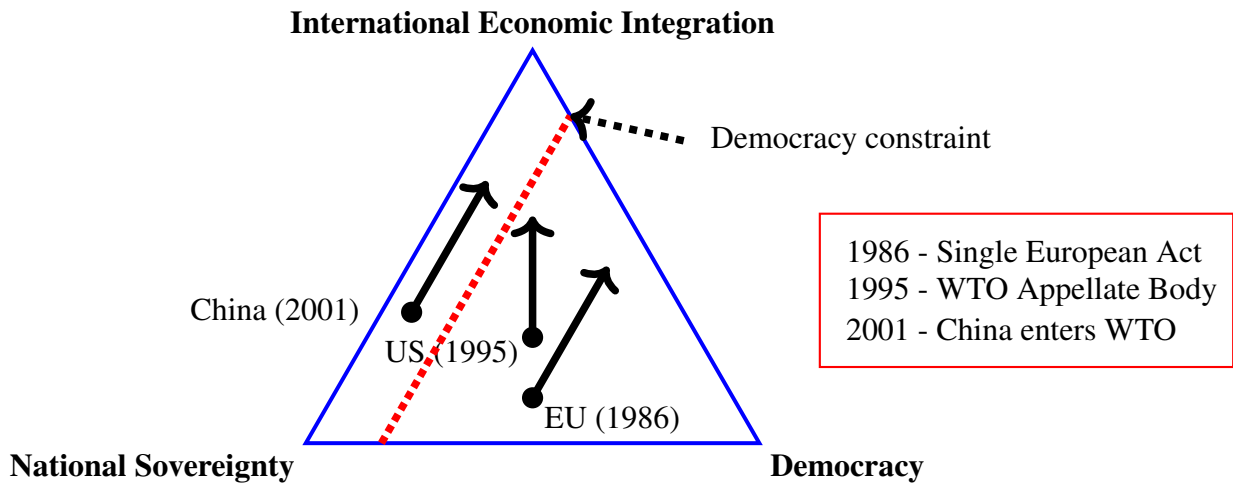 International Economic Integration
Democracy constraint
1986 - Single European Act
1995 - WTO Appellate Body
2001 - China enters WTO
China (2001)
US (1995)
EU (1986)
National Sovereignty
Democracy